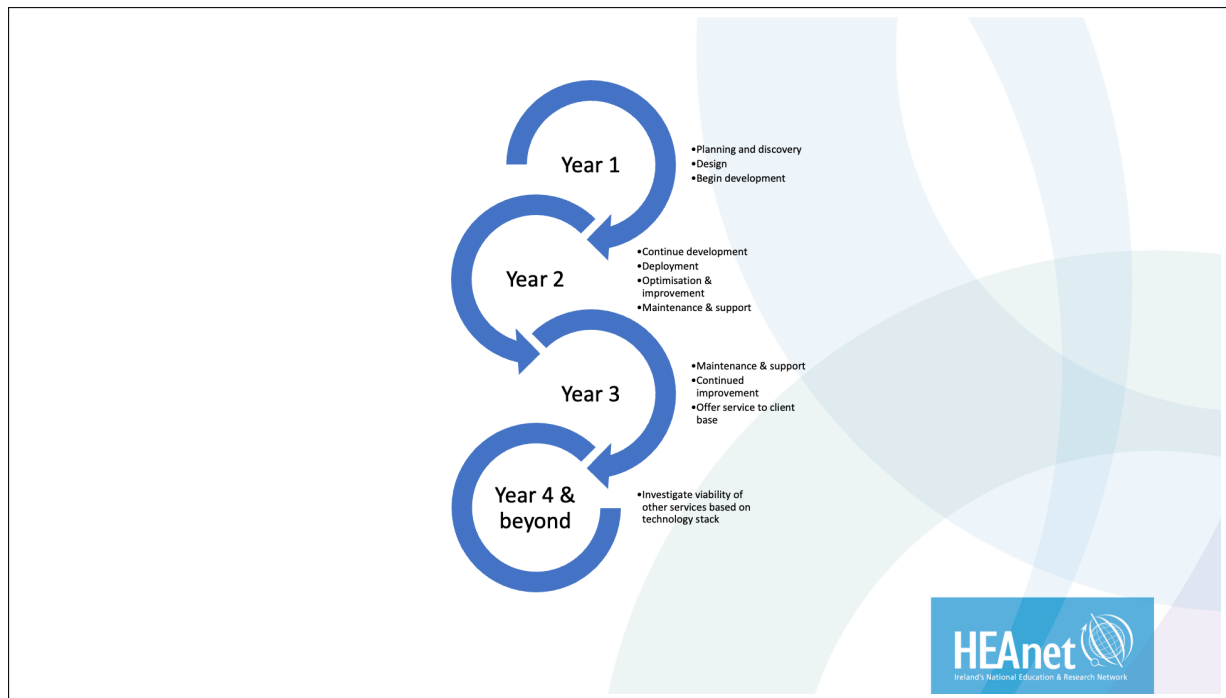 Year 1
•Planning and discovery
•Design
•Begin development
Year 2
•Continue development
•Deployment
•Optimisation &
improvement
•Maintenance & support
Year 3
•Maintenance & support
•Continued
improvement
•Offer service to client
base
Year 4 &
beyond
•Investigate viability of
other services based on
technology stack
HEAnet
Ireland's National Education & Research Network